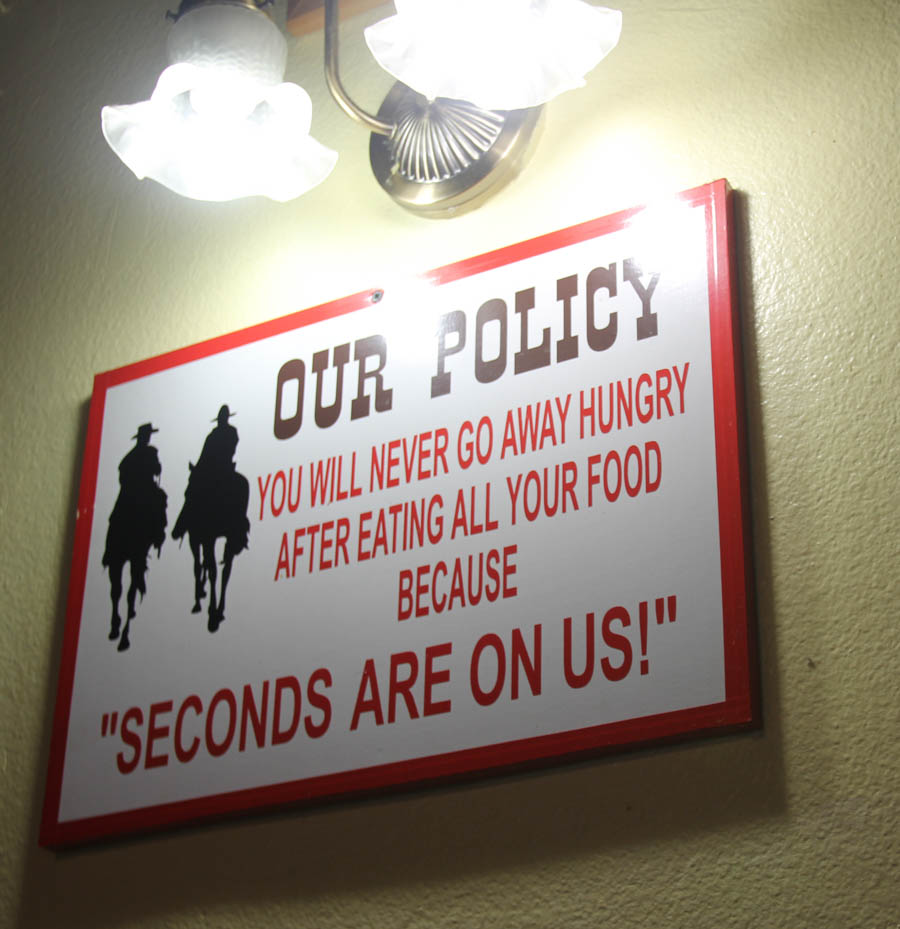 OUR POLICY
YOU WILL NEVER GO AWAY HUNGRY
AFTER EATING ALL YOUR FOOD
BECAUSE
"SECONDS ARE ON US!"